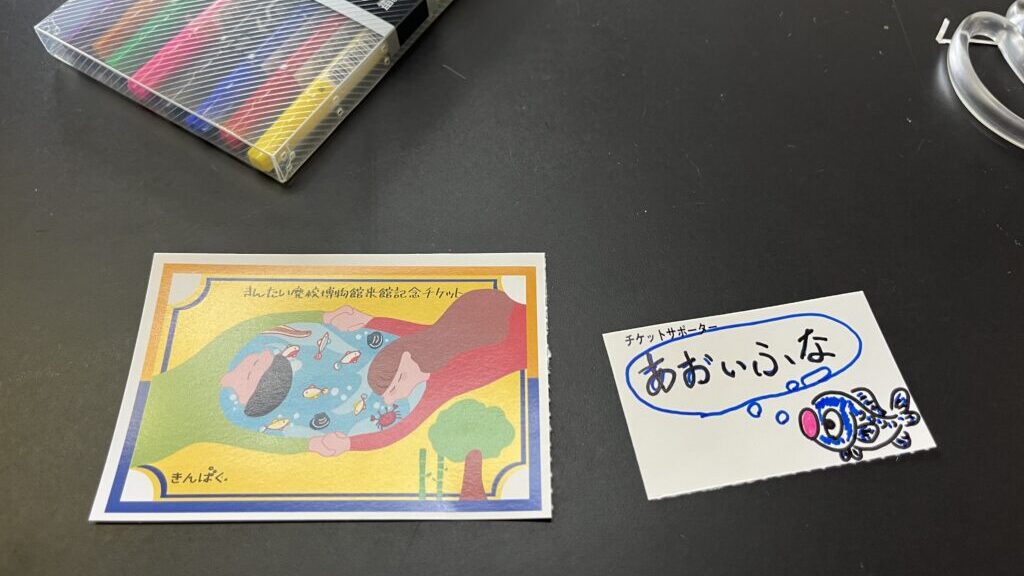 きんたい廃校博物館来館記念チケット
きんぱく。
チケットサポーター
あおいふな